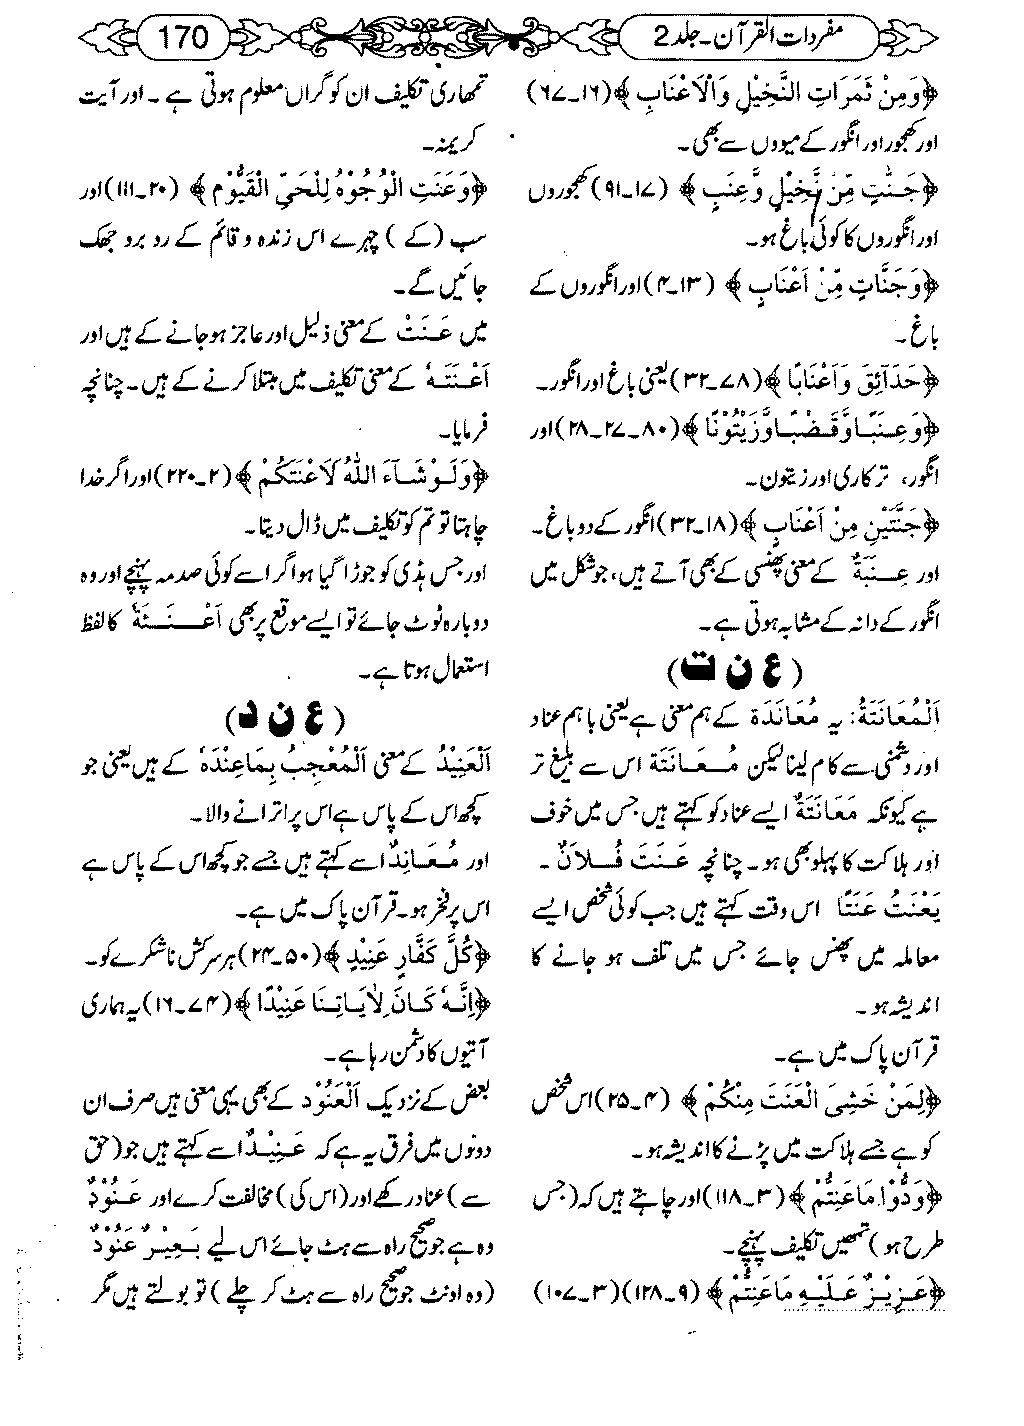 مفردات القرآن۔جلد 2
170
﴿وَمِنْ ثَمَرَاتِ النَّخِيْلِ وَالْاَعْنَابِ﴾(۱۶۔۶۷)
اور کھجور اور انگور کے میووں سے بھی۔
﴿جَنّٰتٍ مِّنْ نَّخِيْلٍ وَّعِنَبٍ﴾ (۱۷۔۹۱)کھجوروں
اور انگوروں کا کوئی باغ ہو۔
﴿وَجَنَّاتٍ مِّنْ اَعْنَابٍ﴾ (۱۳۔۴)اور انگوروں کے
باغ۔
﴿حَدَآئِقَ وَاَعْنَابًا﴾(۷۸۔۳۲)یعنی باغ اور انگور۔
﴿وَعِنَبًا وَّقَضْبًا وَّزَيْتُوْنًا﴾(۸۰۔۲۷۔۲۸)اور
انگور، ترکاری اور زیتون۔
﴿جَنَّتَيْنِ مِنْ اَعْنَابٍ﴾(۱۸۔۳۲)انگور کے دو باغ۔
اور عِنَبَةٌ کے معنی پھنسی کے بھی آتے ہیں، جو شکل میں
انگور کے دانہ کے مشابہ ہوتی ہے۔
(ع ن ت)
اَلْمُعَانَتَةُ: یہ مُعَانَدَة کے ہم معنی ہے یعنی باہم عناد
اور دشمنی سے کام لینا لیکن مُعَانَتَة اس سے بلیغ تر
ہے کیونکہ مَعَانَتَةٌ ایسے عناد کو کہتے ہیں جس میں خوف
اور ہلاکت کا پہلو بھی ہو۔ چنانچہ عَنَتَ فُلَانٌ ۔
يَعْنَتُ عَنَتًا اس وقت کہتے ہیں جب کوئی شخص ایسے
معاملہ میں پھنس جائے جس میں تلف ہو جانے کا
اندیشہ ہو۔
قرآن پاک میں ہے۔
﴿لِمَنْ خَشِیَ الْعَنَتَ مِنْكُمْ﴾ (۴۔۲۵)اس شخص
کو ہے جسے ہلاکت میں پڑنے کا اندیشہ ہو۔
﴿وَدُّوْا مَاعَنِتُّمْ﴾(۳۔۱۱۸)اور چاہتے ہیں کہ(جس
طرح ہو)تمھیں تکلیف پہنچے۔
﴿عَزِيْزٌ عَلَيْهِ مَاعَنِتُّمْ﴾(۹۔۱۲۸)(۳۔۱۰۷)
تمھاری تکلیف ان کو گراں معلوم ہوتی ہے ۔ اور آیت
کریمہ۔
﴿وَعَنَتِ الْوُجُوْهُ لِلْحَیِّ الْقَيُّوْمِ﴾ (۲۰۔۱۱۱)اور
سب (کے ) چہرے اس زندہ و قائم کے رو برو جھک
جائیں گے۔
میں عَنَتْ کے معنی ذلیل اور عاجز ہو جانے کے ہیں اور
اَعْنَتَهٗ کے معنی تکلیف میں مبتلا کرنے کے ہیں۔ چنانچہ
فرمایا۔
﴿وَلَوْشَآءَ اللّٰهُ لَاَعْنَتَكُمْ﴾(۲۔۲۲۰)اور اگر خدا
چاہتا تو تم کو تکلیف میں ڈال دیتا۔
اور جس ہڈی کو جوڑا گیا ہو اگر اسے کوئی صدمہ پہنچے اور وہ
دوبارہ ٹوٹ جائے تو ایسے موقع پر بھی اَعْنَتَهٗ کا لفظ
استعمال ہوتا ہے۔
(ع ن د)
اَلْعَنِيْدُ کے معنی اَلْمُعْجِبُ بِمَاعِنْدَهٗ کے ہیں یعنی جو
کچھ اس کے پاس ہے اس پر اترانے والا۔
اور مُعَانِدٌ اسے کہتے ہیں جسے جو کچھ اس کے پاس ہے
اس پر فخر ہو۔ قرآن پاک میں ہے۔
﴿كُلَّ كَفَّارٍ عَنِيْدٍ﴾(۵۰۔۲۴)ہر سرکش ناشکرے کو۔
﴿اِنَّهٗ كَانَ لِاٰيَاتِنَا عَنِيْدًا﴾(۷۴۔۱۶)یہ ہماری
آیتوں کا دشمن رہا ہے۔
بعض کے نزدیک اَلْعَنُوْد کے بھی یہی معنی ہیں صرف ان
دونوں میں فرق یہ ہے کہ عَنِيْدٌ اسے کہتے ہیں جو(حق
سے)عناد رکھے اور(اس کی) مخالفت کرے اور عَنُوْدٌ
وہ ہے جو صحیح راہ سے ہٹ جائے اس لیے بَعِيْرٌ عَنُوْدٌ
(وہ اونٹ جو صحیح راہ سے ہٹ کر چلے)تو بولتے ہیں مگر